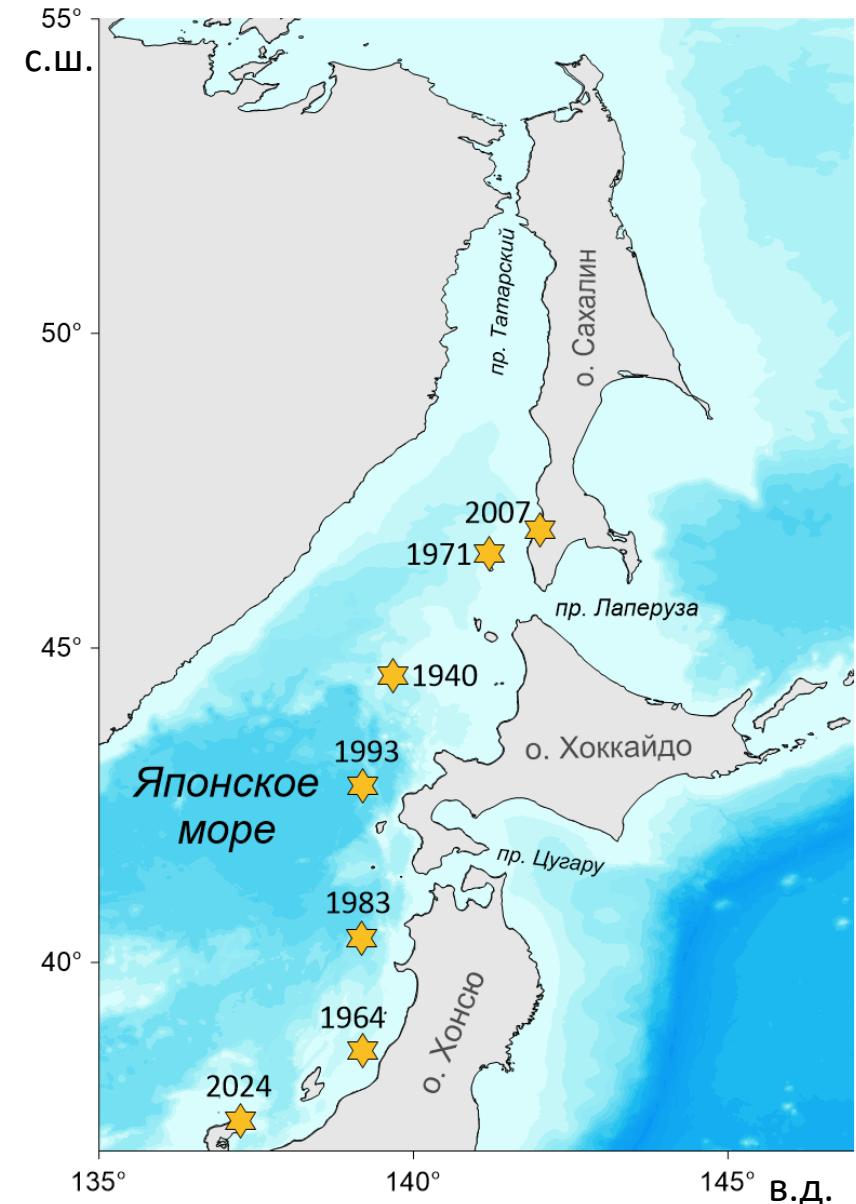 55°
с.ш.
пр. Татарский
о. Сахалин
50°
2007
1971
пр. Лаперуза
45°
1940
1993
о. Хоккайдо
Японское
море
пр. Цугару
1983
40°
1964
о. Хонсю
2024
135°
140°
145°
в.д.